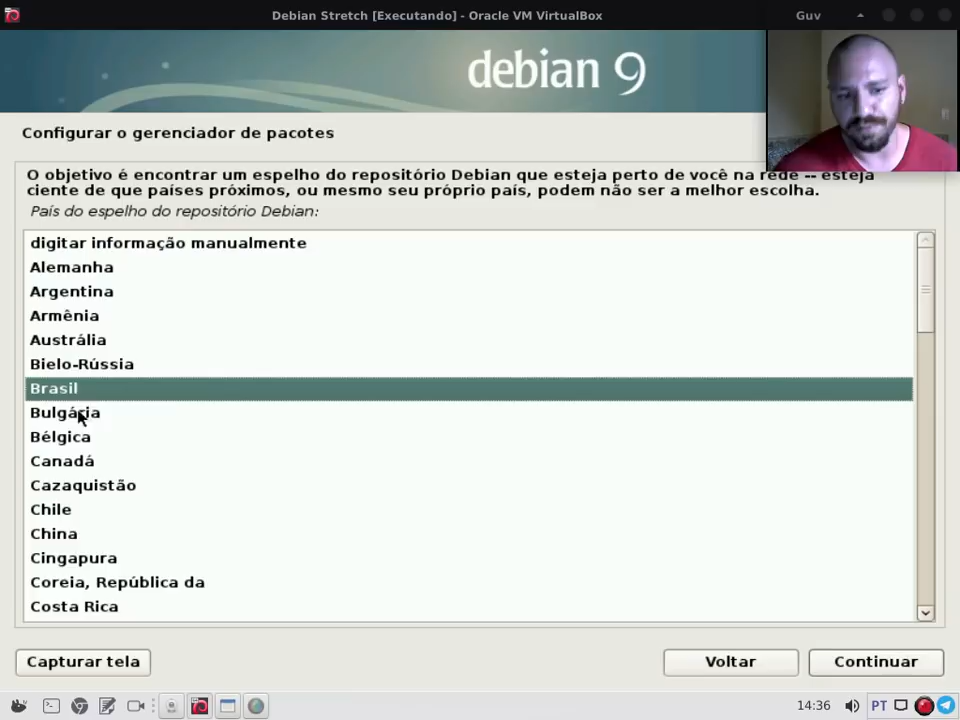 Debian Stretch [Executando] - Oracle VM VirtualBox
Guv
debian 9
Configurar o gerenciador de pacotes
O objetivo é encontrar um espelho do repositório Debian que esteja perto de você na rede -- esteja
ciente de que países próximos, ou mesmo seu próprio país, podem não ser a melhor escolha.
País do espelho do repositório Debian:
digitar informação manualmente
Alemanha
Argentina
Armênia
Austrália
Bielo-Rússia
Brasil
Bulgária
Bélgica
Canadá
Cazaquistão
Chile
China
Cingapura
Coreia, República da
Costa Rica
Capturar tela
Voltar
Continuar
14:36
PT